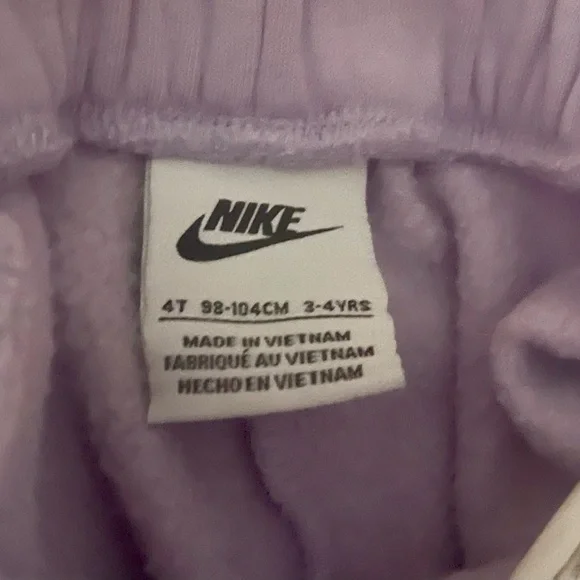 NIKE
4T 98-104CM 3-4YRS
MADE IN VIETNAM
FABRIQUÉ AU VIETNAM
HECHO EN VIETNAM